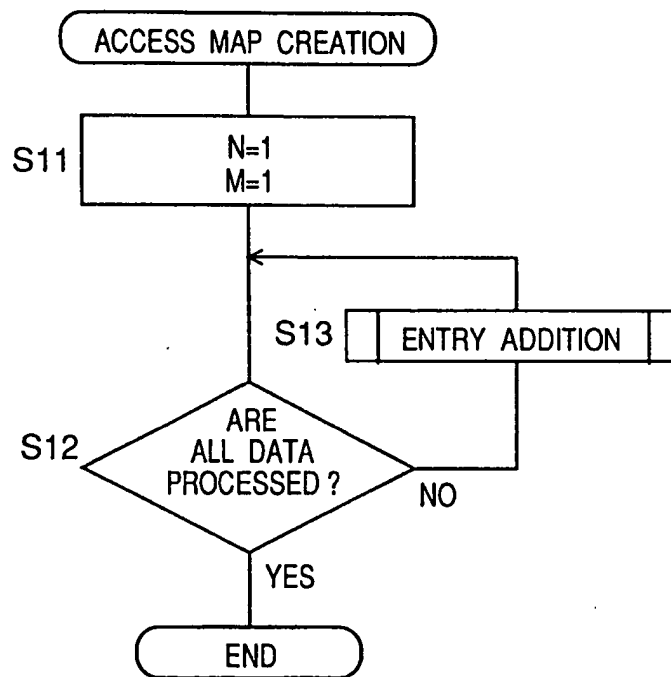 ACCESS MAP CREATION
S11
N=1
M=1
S13
ENTRY ADDITION
S12
ARE
ALL DATA
PROCESSED ?
NO
YES
END